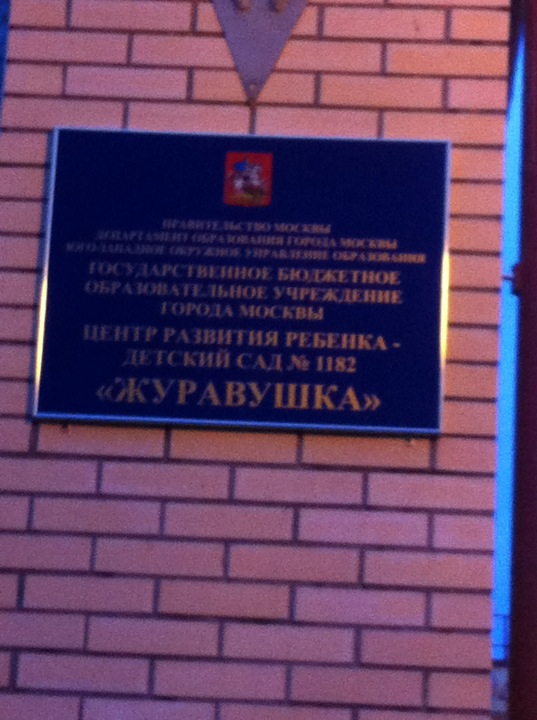 ПРАВИТЕЛЬСТВО МОСКВЫ
ДЕПАРТАМЕНТ ОБРАЗОВАНИЯ ГОРОДА МОСКВЫ
ЮГО-ЗАПАДНОЕ ОКРУЖНОЕ УПРАВЛЕНИЕ ОБРАЗОВАНИЯ
ГОСУДАРСТВЕННОЕ БЮДЖЕТНОЕ
ОБРАЗОВАТЕЛЬНОЕ УЧРЕЖДЕНИЕ
ГОРОДА МОСКВЫ
ЦЕНТР РАЗВИТИЯ РЕБЕНКА -
ДЕТСКИЙ САД № 1182
«ЖУРАВУШКА»